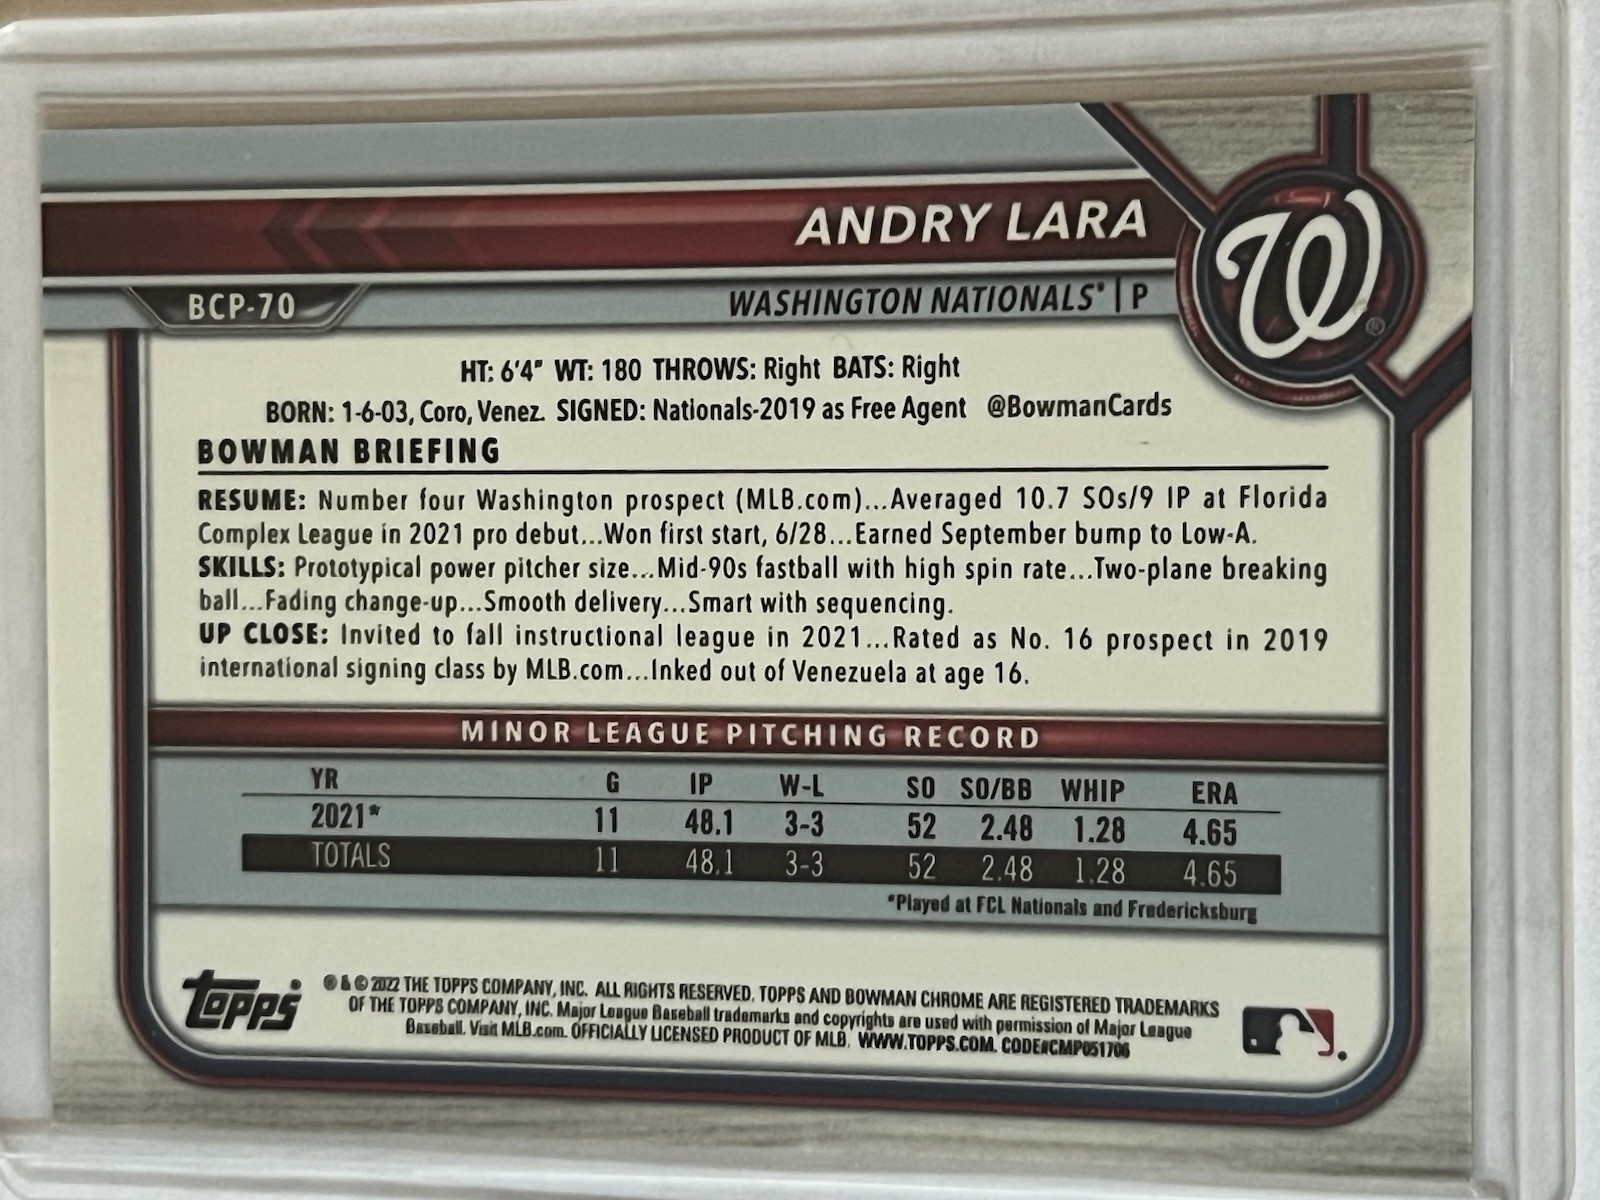 ANDRY LARA
BCP-70
WASHINGTON NATIONALS® | P
W ®
HT: 6'4" WT: 180 THROWS: Right BATS: Right
BORN: 1-6-03, Coro, Venez. SIGNED: Nationals-2019 as Free Agent @BowmanCards
BOWMAN BRIEFING
RESUME: Number four Washington prospect (MLB.com)...Averaged 10.7 SOs/9 IP at Florida
Complex League in 2021 pro debut...Won first start, 6/28...Earned September bump to Low-A.
SKILLS: Prototypical power pitcher size...Mid-90s fastball with high spin rate...Two-plane breaking
ball...Fading change-up...Smooth delivery...Smart with sequencing.
UP CLOSE: Invited to fall instructional league in 2021...Rated as No. 16 prospect in 2019
international signing class by MLB.com...Inked out of Venezuela at age 16.
MINOR LEAGUE PITCHING RECORD
YR G IP W-L SO SO/BB WHIP ERA
2021* 11 48.1 3-3 52 2.48 1.28 4.65
TOTALS 11 48.1 3-3 52 2.48 1.28 4.65
*Played at FCL Nationals and Fredericksburg
topps
® & © 2022 THE TOPPS COMPANY, INC. ALL RIGHTS RESERVED. TOPPS AND BOWMAN CHROME ARE REGISTERED TRADEMARKS
OF THE TOPPS COMPANY, INC. Major League Baseball trademarks and copyrights are used with permission of Major League
Baseball. Visit MLB.com. OFFICIALLY LICENSED PRODUCT OF MLB. WWW.TOPPS.COM. CODE#CMP051706